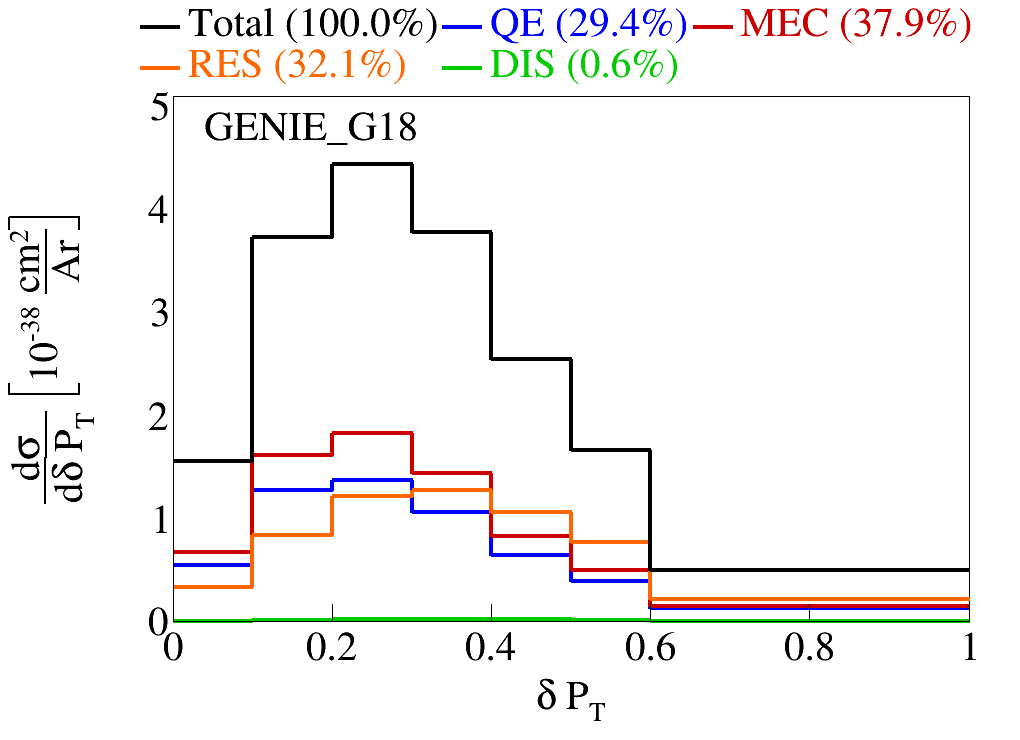 Total (100.0%) QE (29.4%) MEC (37.9%)
RES (32.1%) DIS (0.6%)
GENIE_G18
5
4
3
2
1
0
0 0.2 0.4 0.6 0.8 1
δ P_T
dσ/dδ P_T [10^-38 cm^2/Ar]